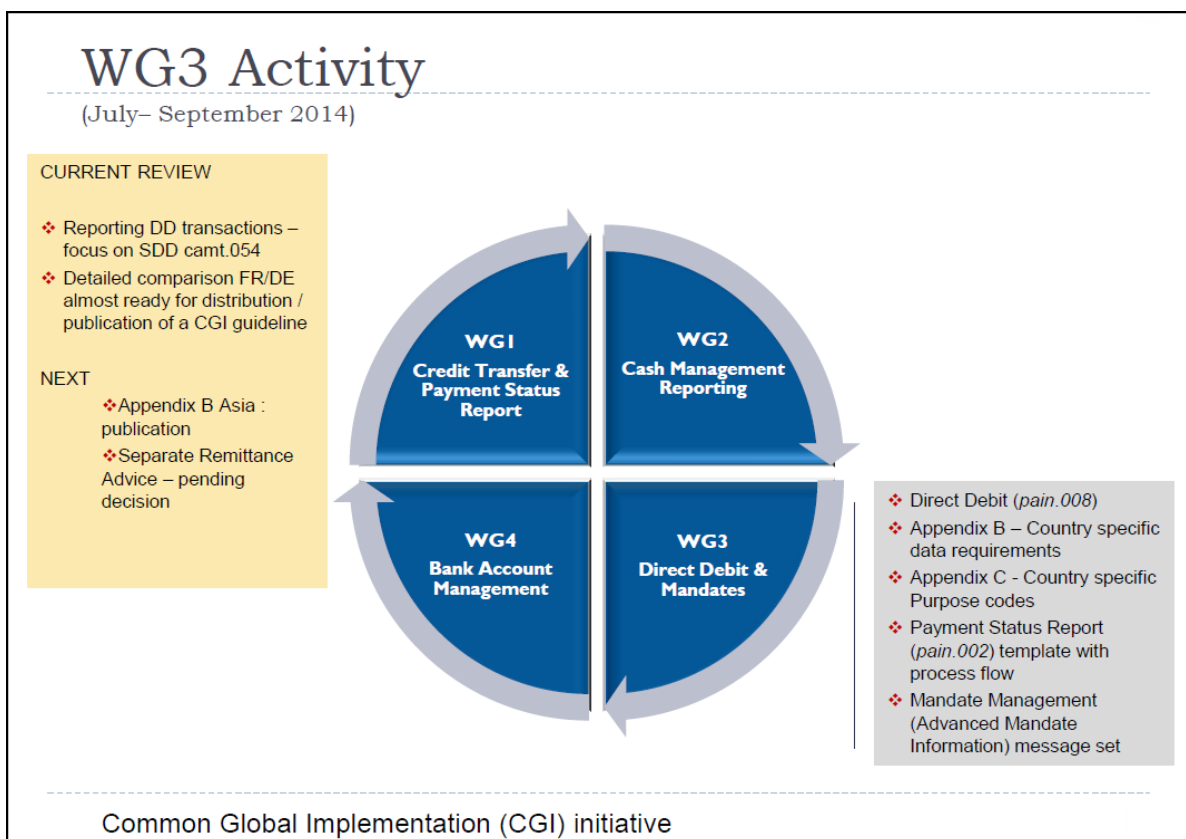 WG3 Activity
(July– September 2014)
CURRENT REVIEW
❖ Reporting DD transactions –
focus on SDD camt.054
❖ Detailed comparison FR/DE
almost ready for distribution /
publication of a CGI guideline
NEXT
❖Appendix B Asia :
publication
❖Separate Remittance
Advice – pending
decision
WG1
Credit Transfer &
Payment Status
Report
WG2
Cash Management
Reporting
WG4
Bank Account
Management
WG3
Direct Debit &
Mandates
❖ Direct Debit (pain.008)
❖ Appendix B – Country specific
data requirements
❖ Appendix C - Country specific
Purpose codes
❖ Payment Status Report
(pain.002) template with
process flow
❖ Mandate Management
(Advanced Mandate
Information) message set
Common Global Implementation (CGI) initiative